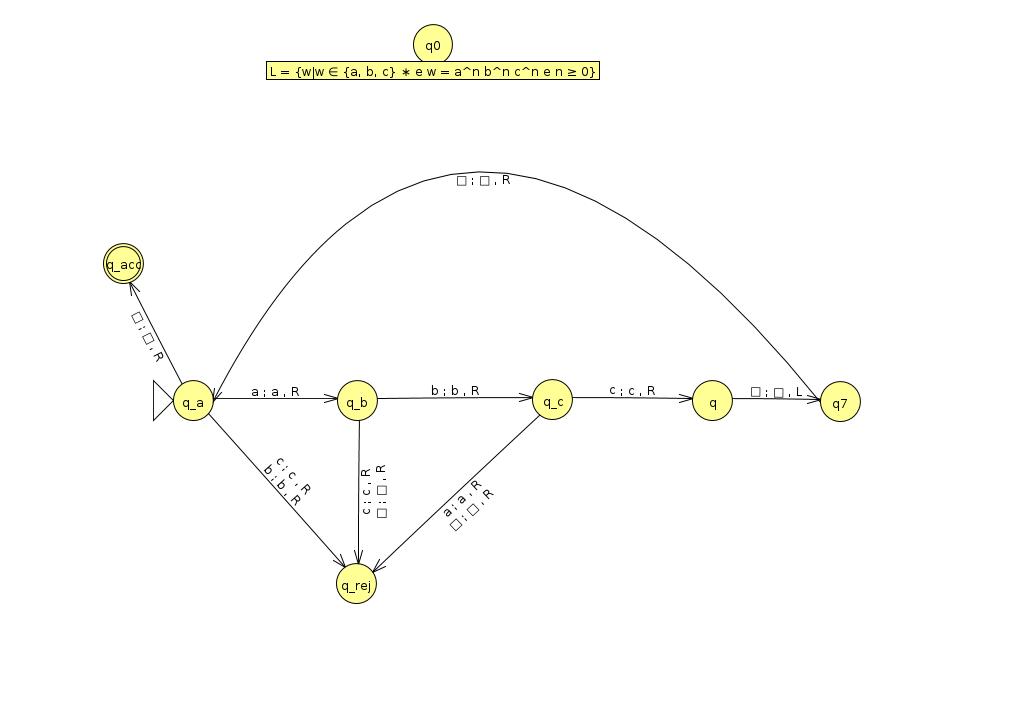 q0
L = {w|w ∈ {a, b, c} ∗ e w = a^n b^n c^n e n ≥ 0}
□ ; □ , R
q_acc
□ ; □ , R
q_a
a ; a , R
q_b
b ; b , R
q_c
c ; c , R
q
□ ; □ , L
q7
c ; c , R
b ; b , R
c ; c , R
□ ; □ , R
a ; a , R
□ ; □ , R
q_rej